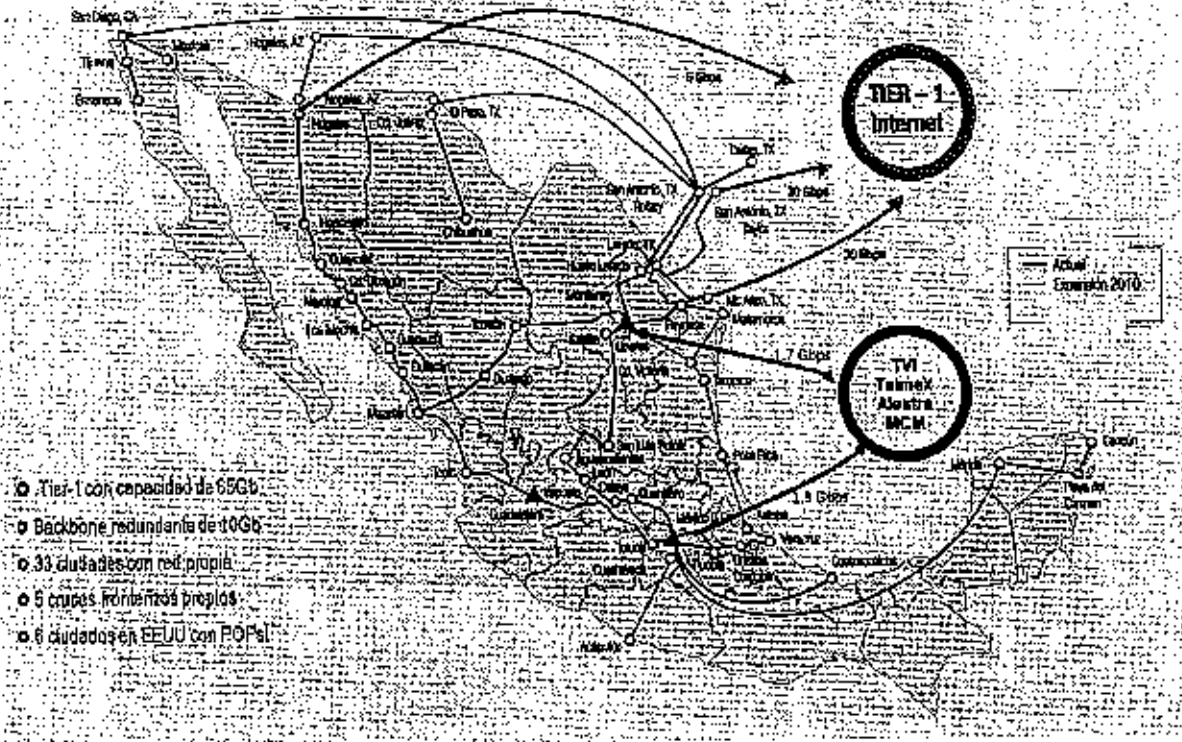 San Diego, CA
Mexicali
Nogales, AZ
Tijuana
Ensenada
5 Gbps
TIER – 1
Internet
Nogales, AZ
Nogales
Cd. Juárez
El Paso, TX
Dallas, TX
San Antonio, TX
30 Gbps
San Antonio, TX
Hermosillo
Chihuahua
Laredo, TX
Nuevo Laredo
30 Gbps
Guaymas
Cd. Obregón
Navojoa
Los Mochis
Monterrey
Mc Allen, TX
Matamoros
Reynosa
Actual
Expansión 2010
Torreón
Saltillo
Linares
1.7 Gbps
Cd. Victoria
Culiacán
Durango
Tampico
TVI
Telmex
Alestra
MCM
Mazatlán
San Luis Potosí
Aguascalientes
León
Poza Rica
Cancún
Mérida
Playa del
Carmen
Tepic
Querétaro
Guadalajara
Xalapa
Veracruz
Toluca
Puebla
Orizaba
Córdoba
Cuernavaca
Coatzacoalcos
Acapulco
Tier-1 con capacidad de 65Gb
Backbone redundante de 10Gb
33 ciudades con red propia
5 cruces fronterizos propios
6 ciudades en EEUU con POPs